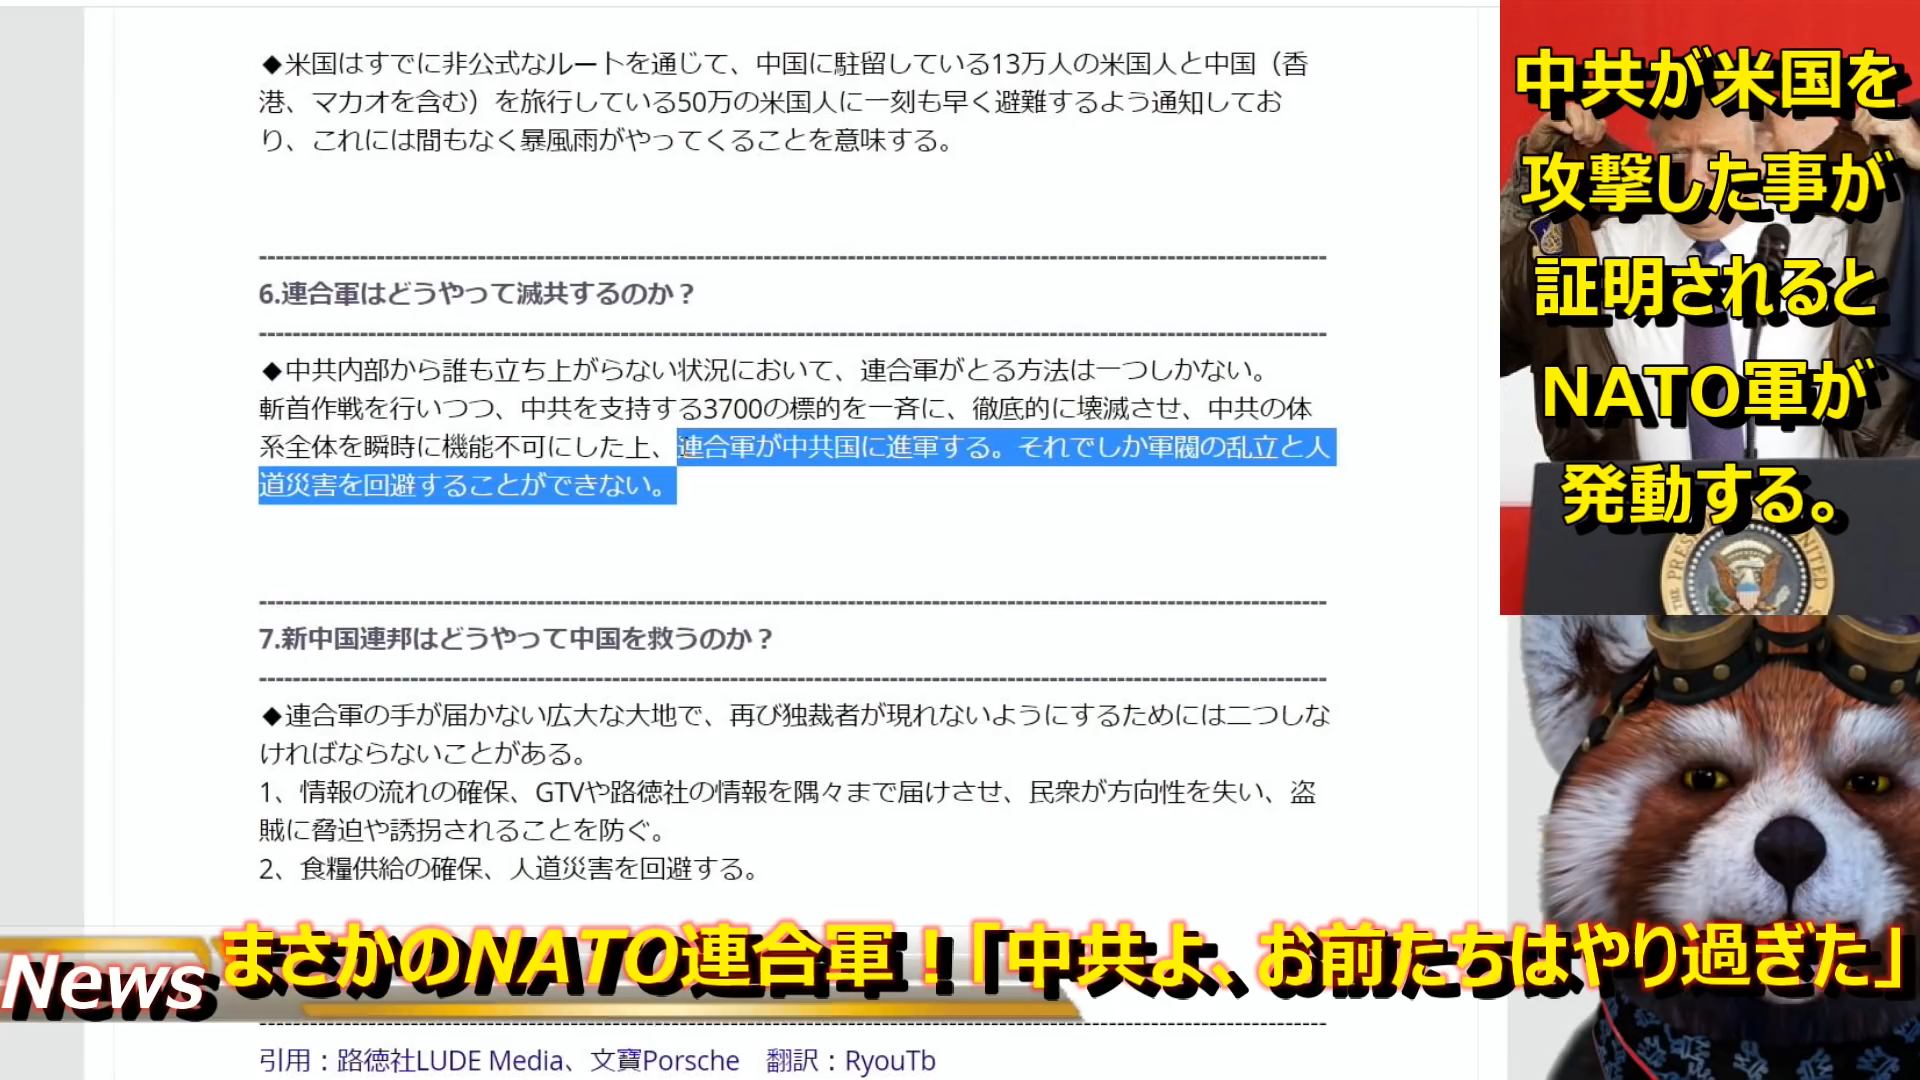 ◆米国はすでに非公式なルートを通じて、中国に駐留している13万人の米国人と中国（香
港、マカオを含む）を旅行している50万の米国人に一刻も早く避難するよう通知してお
り、これには間もなく暴風雨がやってくることを意味する。
6.連合軍はどうやって滅共するのか？
◆中共内部から誰も立ち上がらない状況において、連合軍がとる方法は一つしかない。
斬首作戦を行いつつ、中共を支持する3700の標的を一斉に、徹底的に壊滅させ、中共の体
系全体を瞬時に機能不可にした上、連合軍が中共国に進軍する。それでしか軍閥の乱立と人
道災害を回避することができない。
7.新中国連邦はどうやって中国を救うのか？
◆連合軍の手が届かない広大な大地で、再び独裁者が現れないようにするためには二つしな
ければならないことがある。
1、情報の流れの確保、GTVや路徳社の情報を隅々まで届けさせ、民衆が方向性を失い、盗
賊に脅迫や誘拐されることを防ぐ。
2、食糧供給の確保、人道災害を回避する。
引用：路徳社LUDE Media、文寶Porsche　翻訳：RyouTb
中共が米国を
攻撃した事が
証明されると
NATO軍が
発動する。
News
まさかのNATO連合軍！「中共よ、お前たちはやり過ぎた」